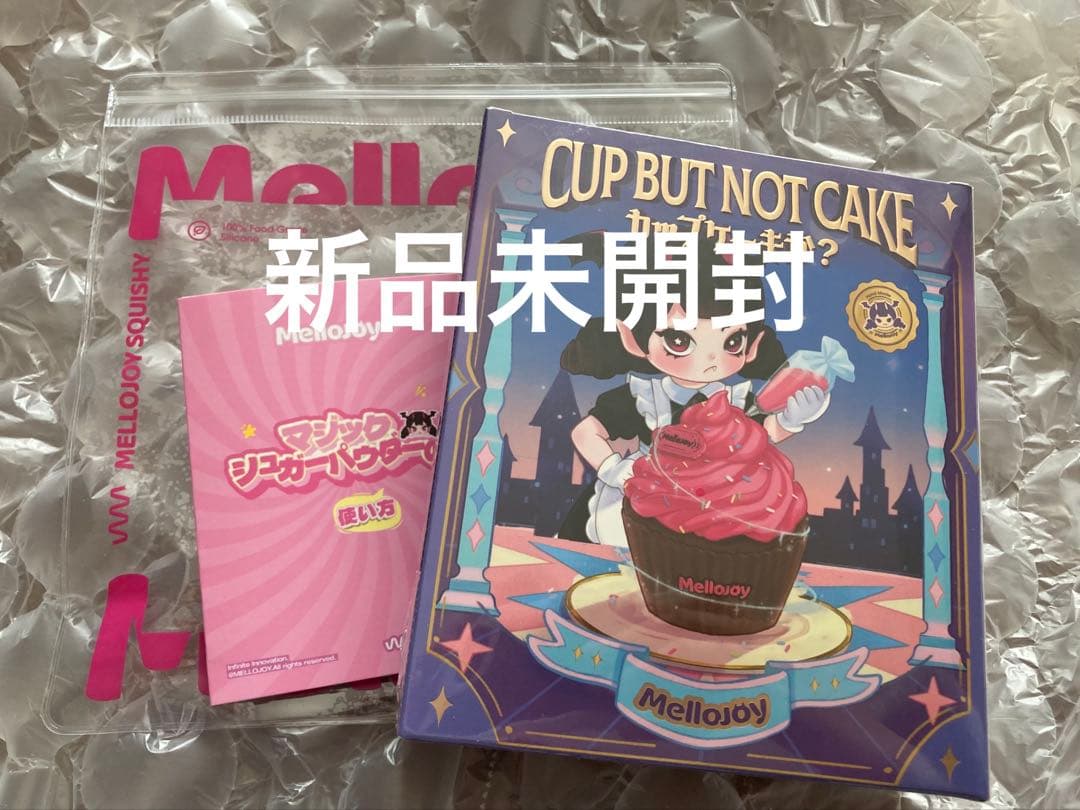 Mello
100% Food-Grade
Silicone
MELLOJOY SQUISHY
新品未開封
Mellojoy
マジック
シュガーパウダーの
使い方
Infinite Innovation.
@MELLOJOY.All rights reserved.
CUP BUT NOT CAKE
カップケーキか?
Mellojoy
Mellojoy
Mellojoy